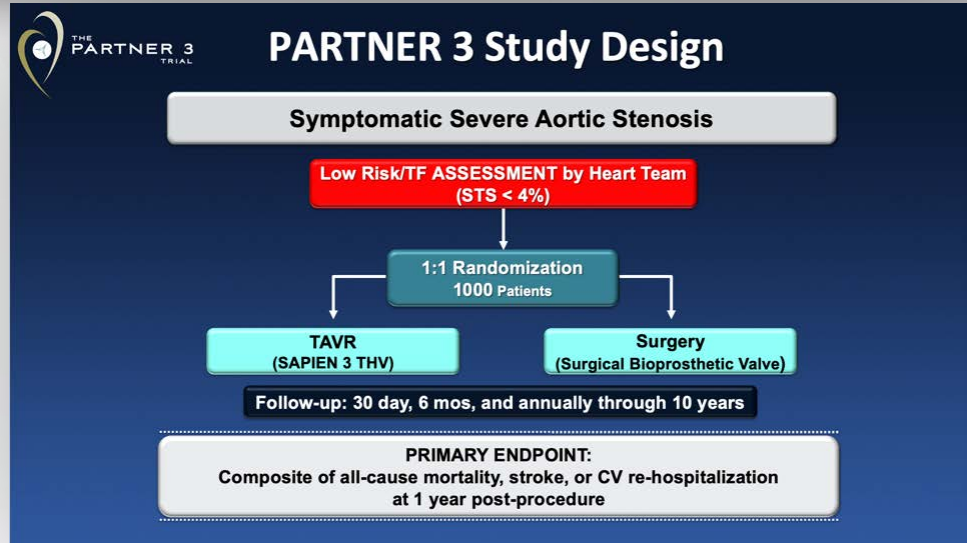 THE
PARTNER 3
TRIAL
PARTNER 3 Study Design
Symptomatic Severe Aortic Stenosis
Low Risk/TF ASSESSMENT by Heart Team
(STS < 4%)
1:1 Randomization
1000 Patients
TAVR
(SAPIEN 3 THV)
Surgery
(Surgical Bioprosthetic Valve)
Follow-up: 30 day, 6 mos, and annually through 10 years
PRIMARY ENDPOINT:
Composite of all-cause mortality, stroke, or CV re-hospitalization
at 1 year post-procedure